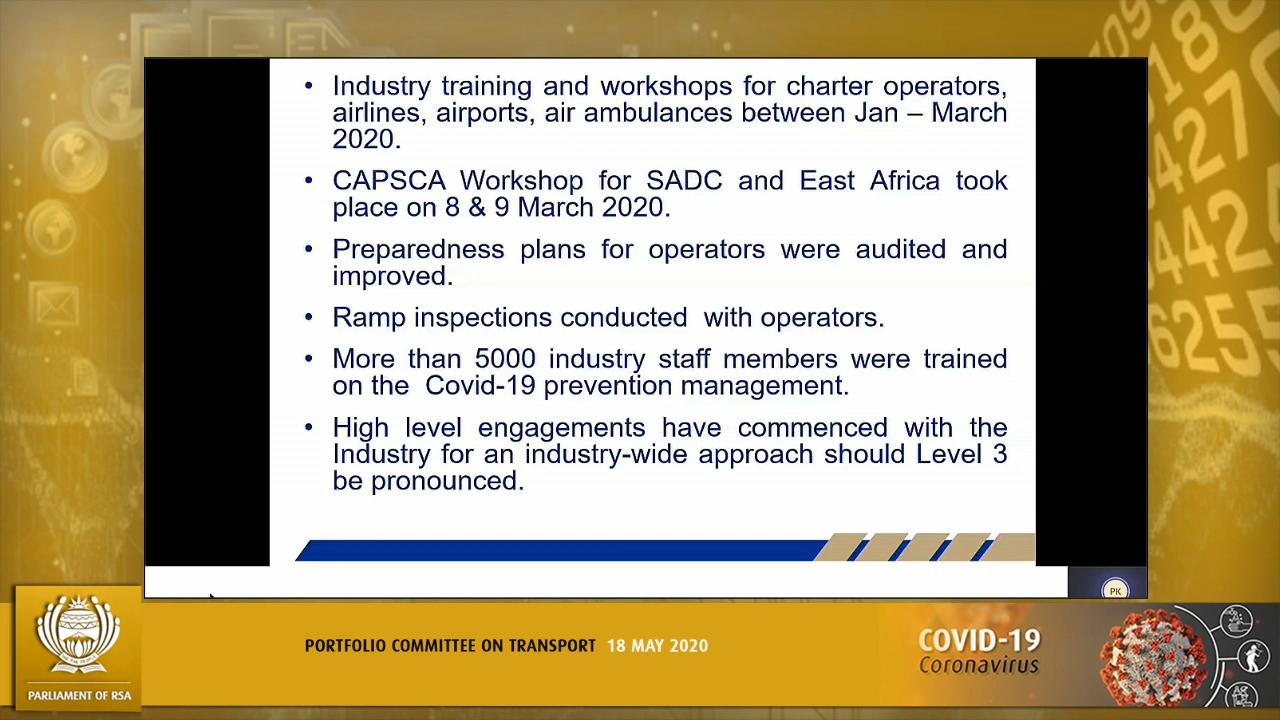 • Industry training and workshops for charter operators,
airlines, airports, air ambulances between Jan – March
2020.
• CAPSCA Workshop for SADC and East Africa took
place on 8 & 9 March 2020.
• Preparedness plans for operators were audited and
improved.
• Ramp inspections conducted  with operators.
• More than 5000 industry staff members were trained
on the  Covid-19 prevention management.
• High level engagements have commenced with the
Industry for an industry-wide approach should Level 3
be pronounced.
PK
PORTFOLIO COMMITTEE ON TRANSPORT 18 MAY 2020
COVID-19
Coronavirus
PARLIAMENT OF RSA